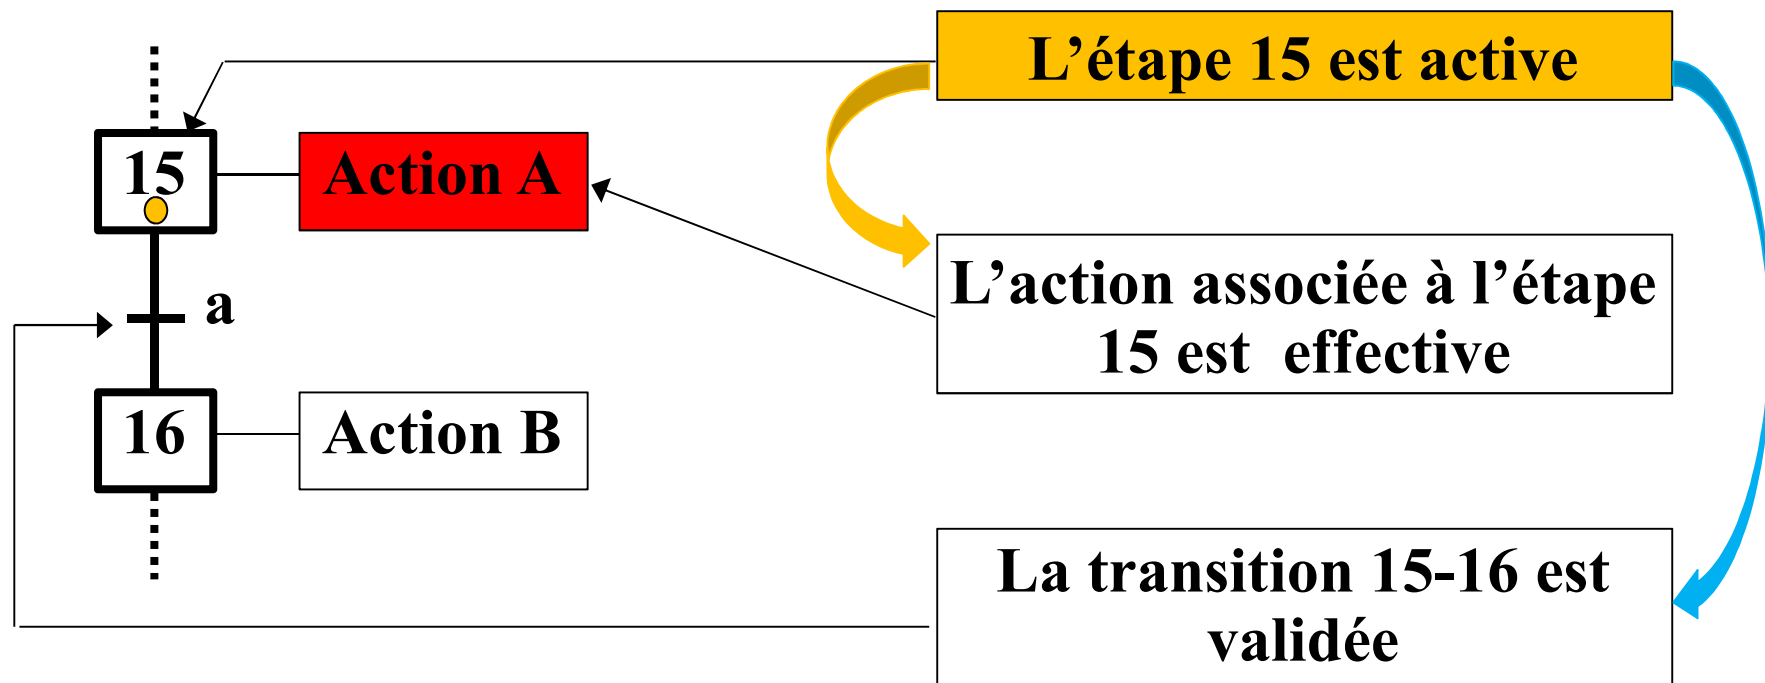 L’étape 15 est active
15
Action A
a
L’action associée à l’étape
15 est effective
16
Action B
La transition 15-16 est
validée